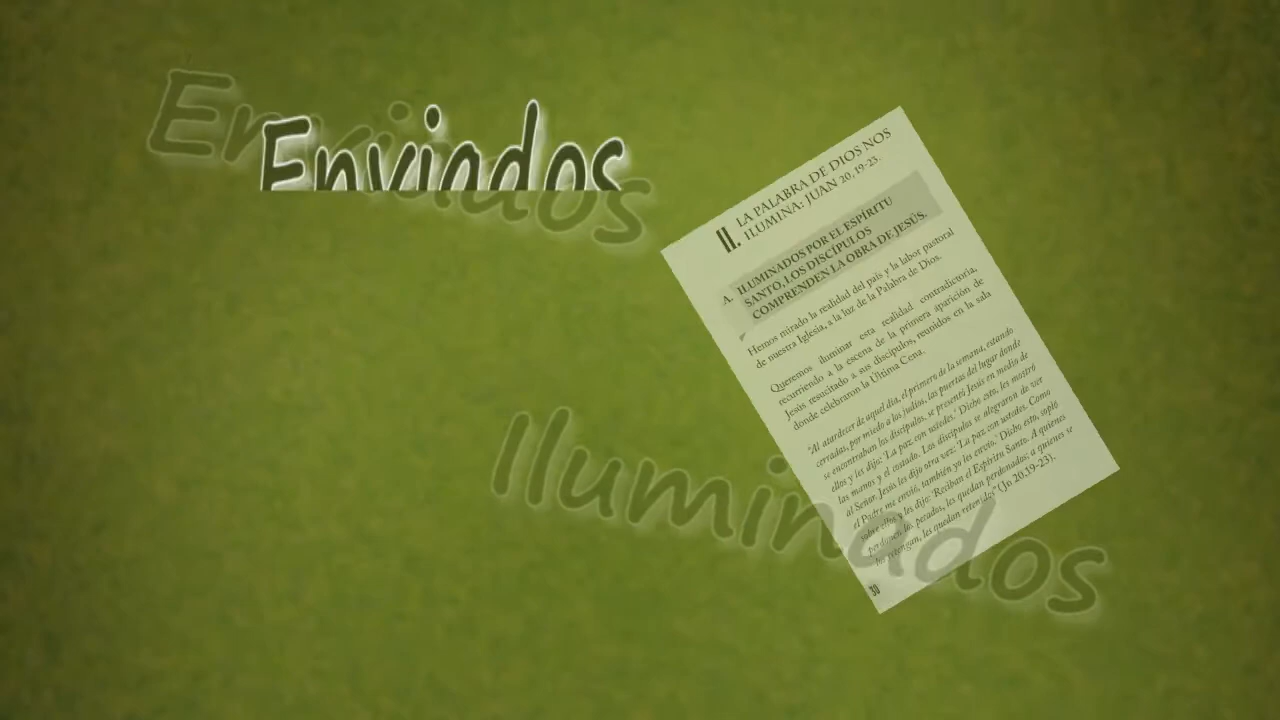 Enviados
Enviados
II. LA PALABRA DE DIOS NOS
ILUMINA: JUAN 20, 19-23.
A. ILUMINADOS POR EL ESPÍRITU
SANTO, LOS DISCÍPULOS
COMPRENDEN LA OBRA DE JESÚS.
Hemos mirado la realidad del país y la labor pastoral
de nuestra Iglesia, a la luz de la Palabra de Dios.
Queremos iluminar esta realidad contradictoria,
recurriendo a la escena de la primera aparición de
Jesús resucitado a sus discípulos, reunidos en la sala
donde celebraron la Última Cena.
"Al atardecer de aquel día, el primero de la semana, estando
cerradas, por miedo a los judíos, las puertas del lugar donde
se encontraban los discípulos, se presentó Jesús en medio de
ellos y les dijo: 'La paz con ustedes.' Dicho esto, les mostró
las manos y el costado. Los discípulos se alegraron de ver
al Señor. Jesús les dijo otra vez: 'La paz con ustedes. Como
el Padre me envió, también yo les envío.' Dicho esto, sopló
sobre ellos y les dijo: 'Reciban el Espíritu Santo. A quienes
perdonen los pecados, les quedan perdonados; a quienes se
los retengan, les quedan retenidos" (Jn 20,19-23).
30
Iluminados